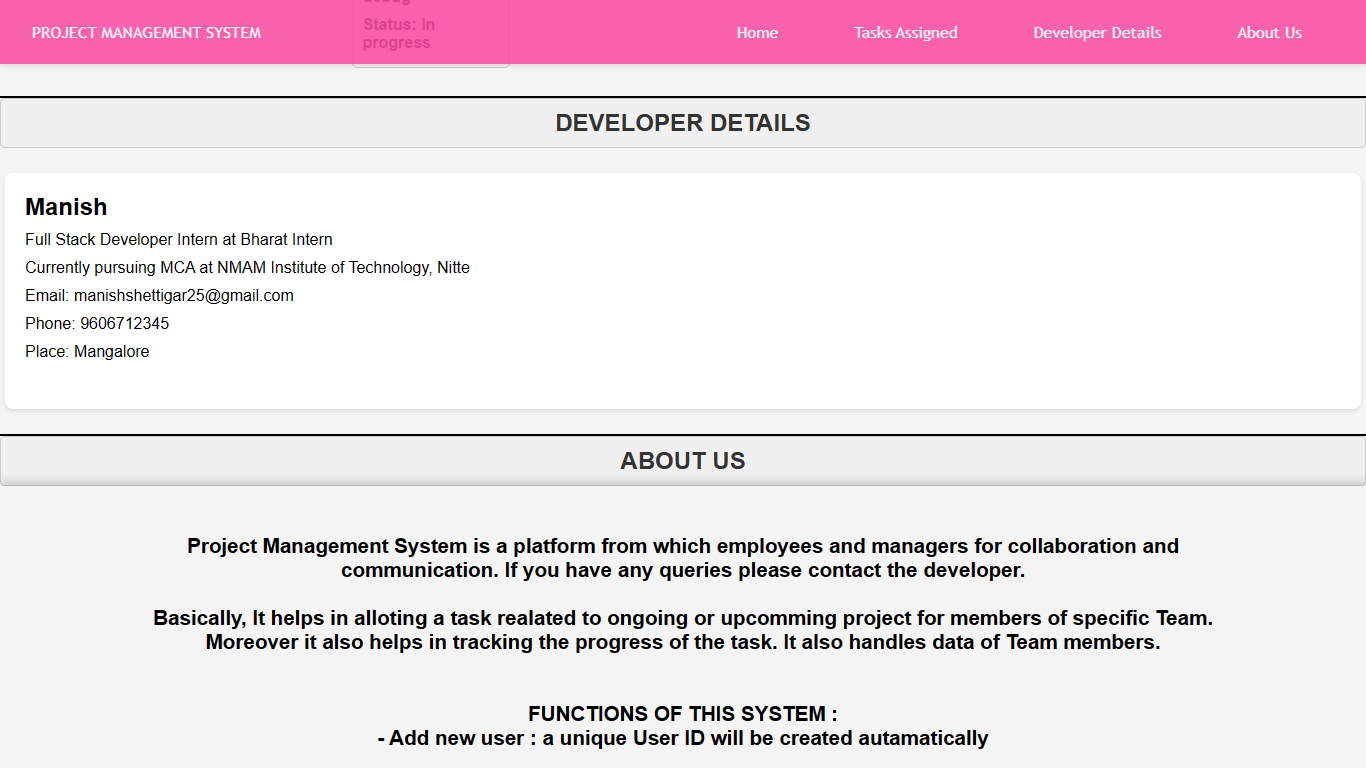 debug
Status: In
progress
PROJECT MANAGEMENT SYSTEM Home Tasks Assigned Developer Details About Us
DEVELOPER DETAILS
Manish
Full Stack Developer Intern at Bharat Intern
Currently pursuing MCA at NMAM Institute of Technology, Nitte
Email: manishshettigar25@gmail.com
Phone: 9606712345
Place: Mangalore
ABOUT US
Project Management System is a platform from which employees and managers for collaboration and
communication. If you have any queries please contact the developer.
Basically, It helps in alloting a task realated to ongoing or upcomming project for members of specific Team.
Moreover it also helps in tracking the progress of the task. It also handles data of Team members.
FUNCTIONS OF THIS SYSTEM :
- Add new user : a unique User ID will be created autamatically